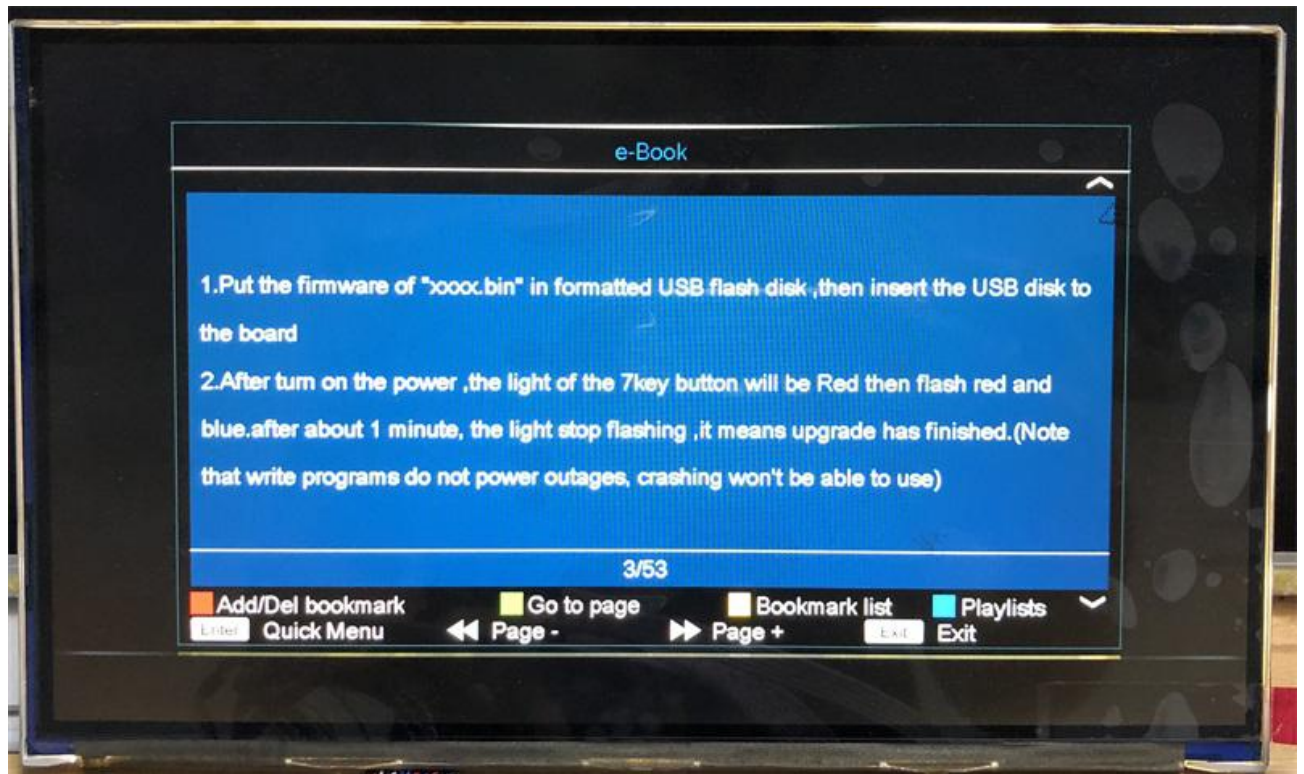 e-Book
1.Put the firmware of "xxxx.bin" in formatted USB flash disk ,then insert the USB disk to
the board
2.After turn on the power ,the light of the 7key button will be Red then flash red and
blue.after about 1 minute, the light stop flashing ,it means upgrade has finished.(Note
that write programs do not power outages, crashing won't be able to use)
3/53
Add/Del bookmark Go to page Bookmark list Playlists
Enter Quick Menu Page - Page + Exit Exit